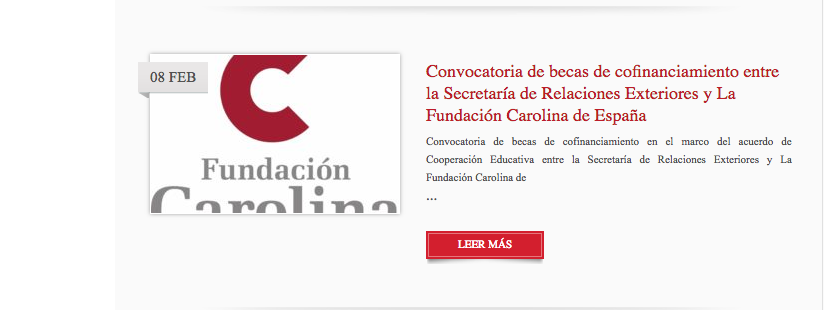 08 FEB
Fundación
Carolina
Convocatoria de becas de cofinanciamiento entre
la Secretaría de Relaciones Exteriores y La
Fundación Carolina de España
Convocatoria de becas de cofinanciamiento en el marco del acuerdo de
Cooperación Educativa entre la Secretaría de Relaciones Exteriores y La
Fundación Carolina de
...
LEER MÁS